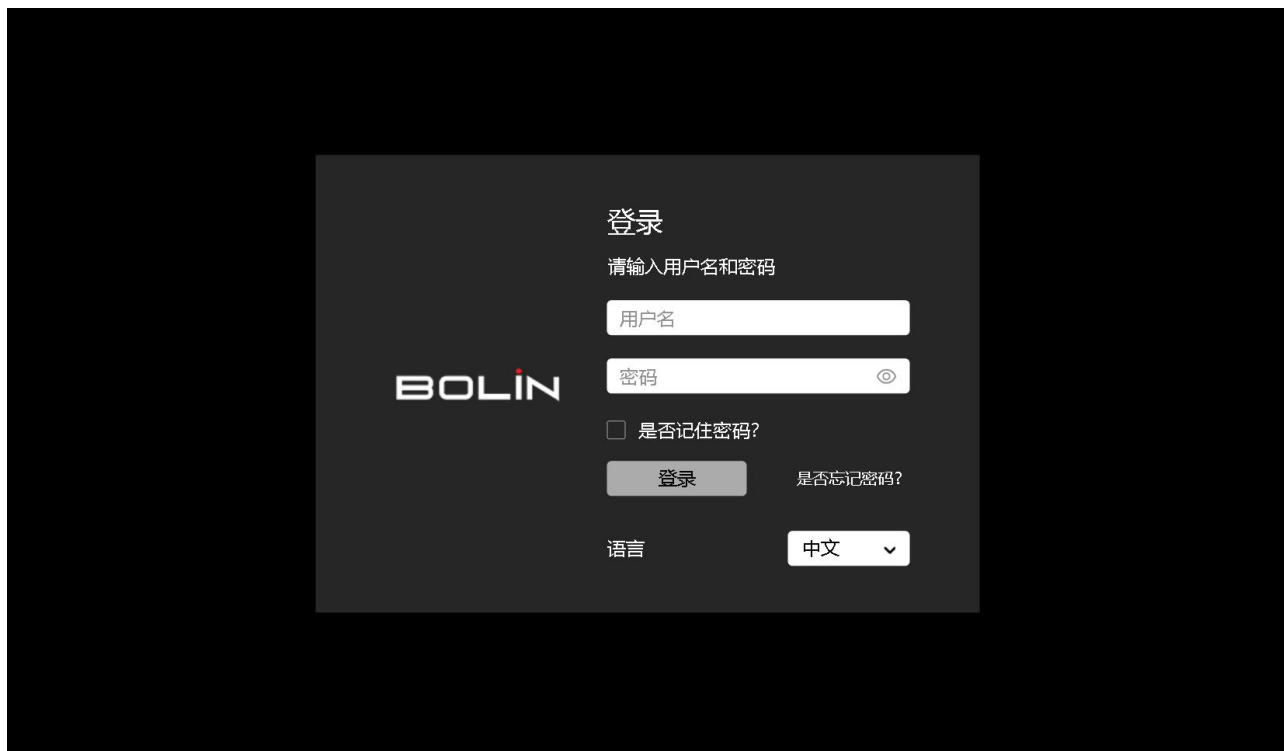 登录
请输入用户名和密码
用户名
密码
BOLIN
是否记住密码?
登录 是否忘记密码?
语言 中文